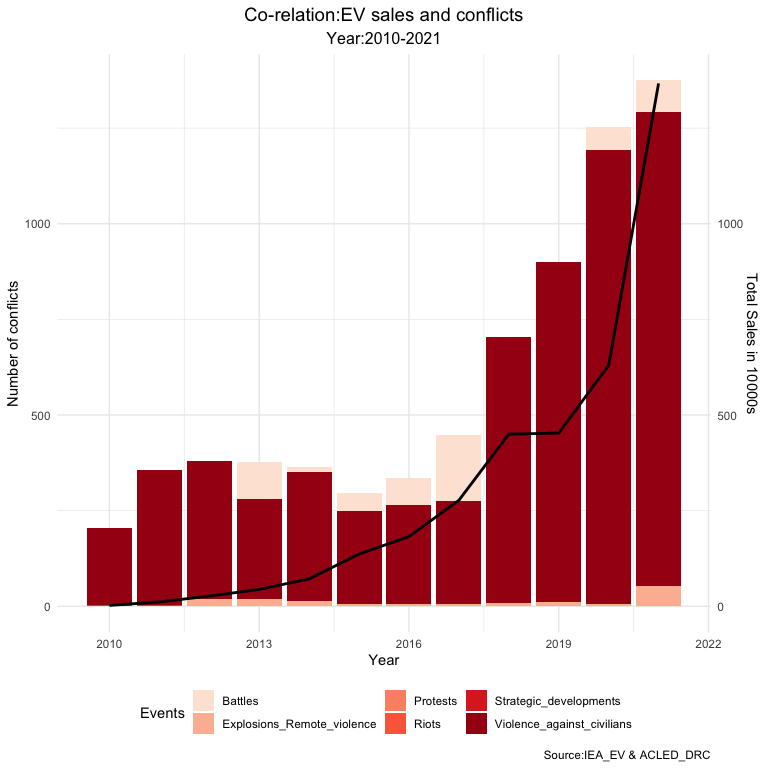 Co-relation:EV sales and conflicts
Year:2010-2021
Number of conflicts
1000
500
0
1000
500
0
Total Sales in 10000s
2010
2013
2016
2019
2022
Year
Events
Battles
Protests
Strategic_developments
Explosions_Remote_violence
Riots
Violence_against_civilians
Source:IEA_EV & ACLED_DRC